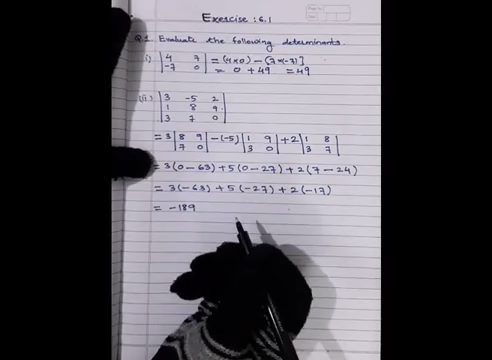 Exercise : 6.1
Q.1 Evaluate the following determinants.
i) | 4 7 | = (4×0) − (7×(−7)]
| -7 0 | = 0 + 49 = 49
(ii) | 3 -5 2 |
| 1 8 9 |
| 3 7 0 |
= 3 | 8 9 | − (−5) | 1 9 | + 2 | 1 8 |
| 7 0 | | 3 0 | | 3 7 |
= 3(0 − 63) + 5(0 − 27) + 2(7 − 24)
= 3(−63) + 5(−27) + 2(−17)
= −189